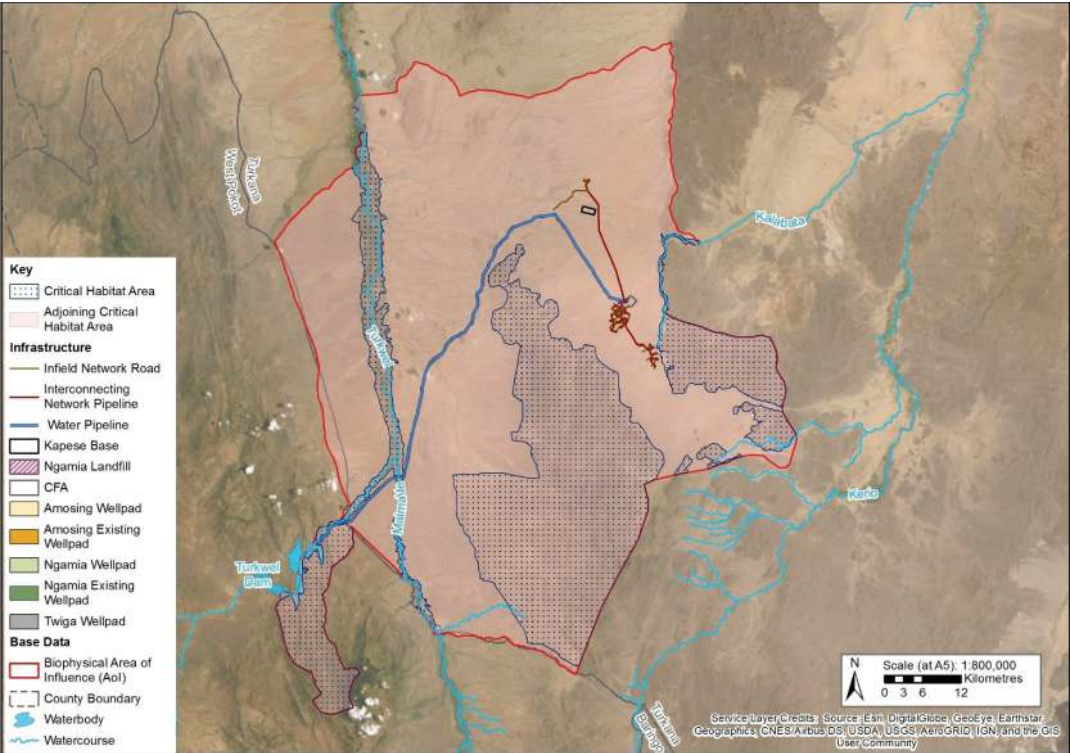 Key
Critical Habitat Area
Adjoining Critical
Habitat Area
Infrastructure
Infield Network Road
Interconnecting
Network Pipeline
Water Pipeline
Kapese Base
Ngamia Landfill
CFA
Amosing Wellpad
Amosing Existing
Wellpad
Ngamia Wellpad
Ngamia Existing
Wellpad
Twiga Wellpad
Base Data
Biophysical Area of
Influence (AoI)
County Boundary
Waterbody
Watercourse
Turkana
West Pokot
Turkwel
Malmalte
Turkwel
Dam
Kalabata
Kerio
Turkana
Baringo
N
Scale (at A5): 1:800,000
Kilometres
0 3 6 12
Service Layer Credits: Source: Esri, DigitalGlobe, GeoEye, Earthstar
Geographics, CNES/Airbus DS, USDA, USGS, AeroGRID, IGN, and the GIS
User Community